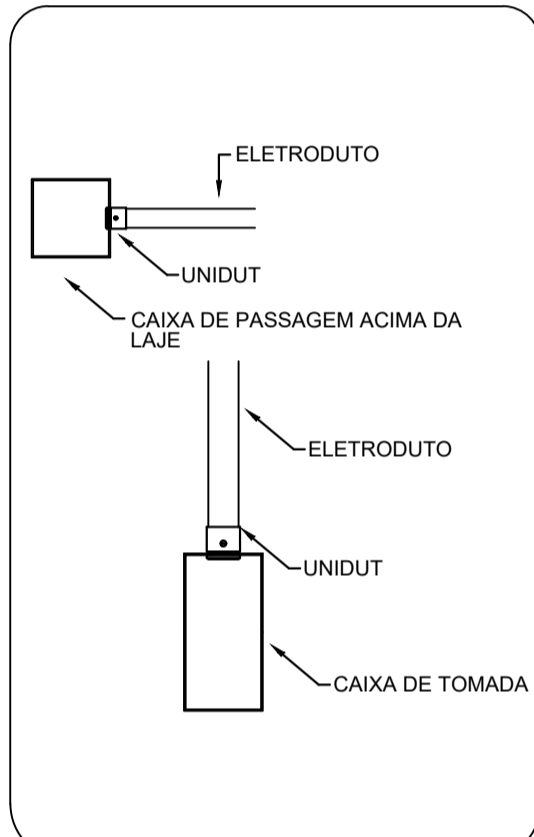 ELETRODUTO
UNIDUT
CAIXA DE PASSAGEM ACIMA DA
LAJE
ELETRODUTO
UNIDUT
CAIXA DE TOMADA